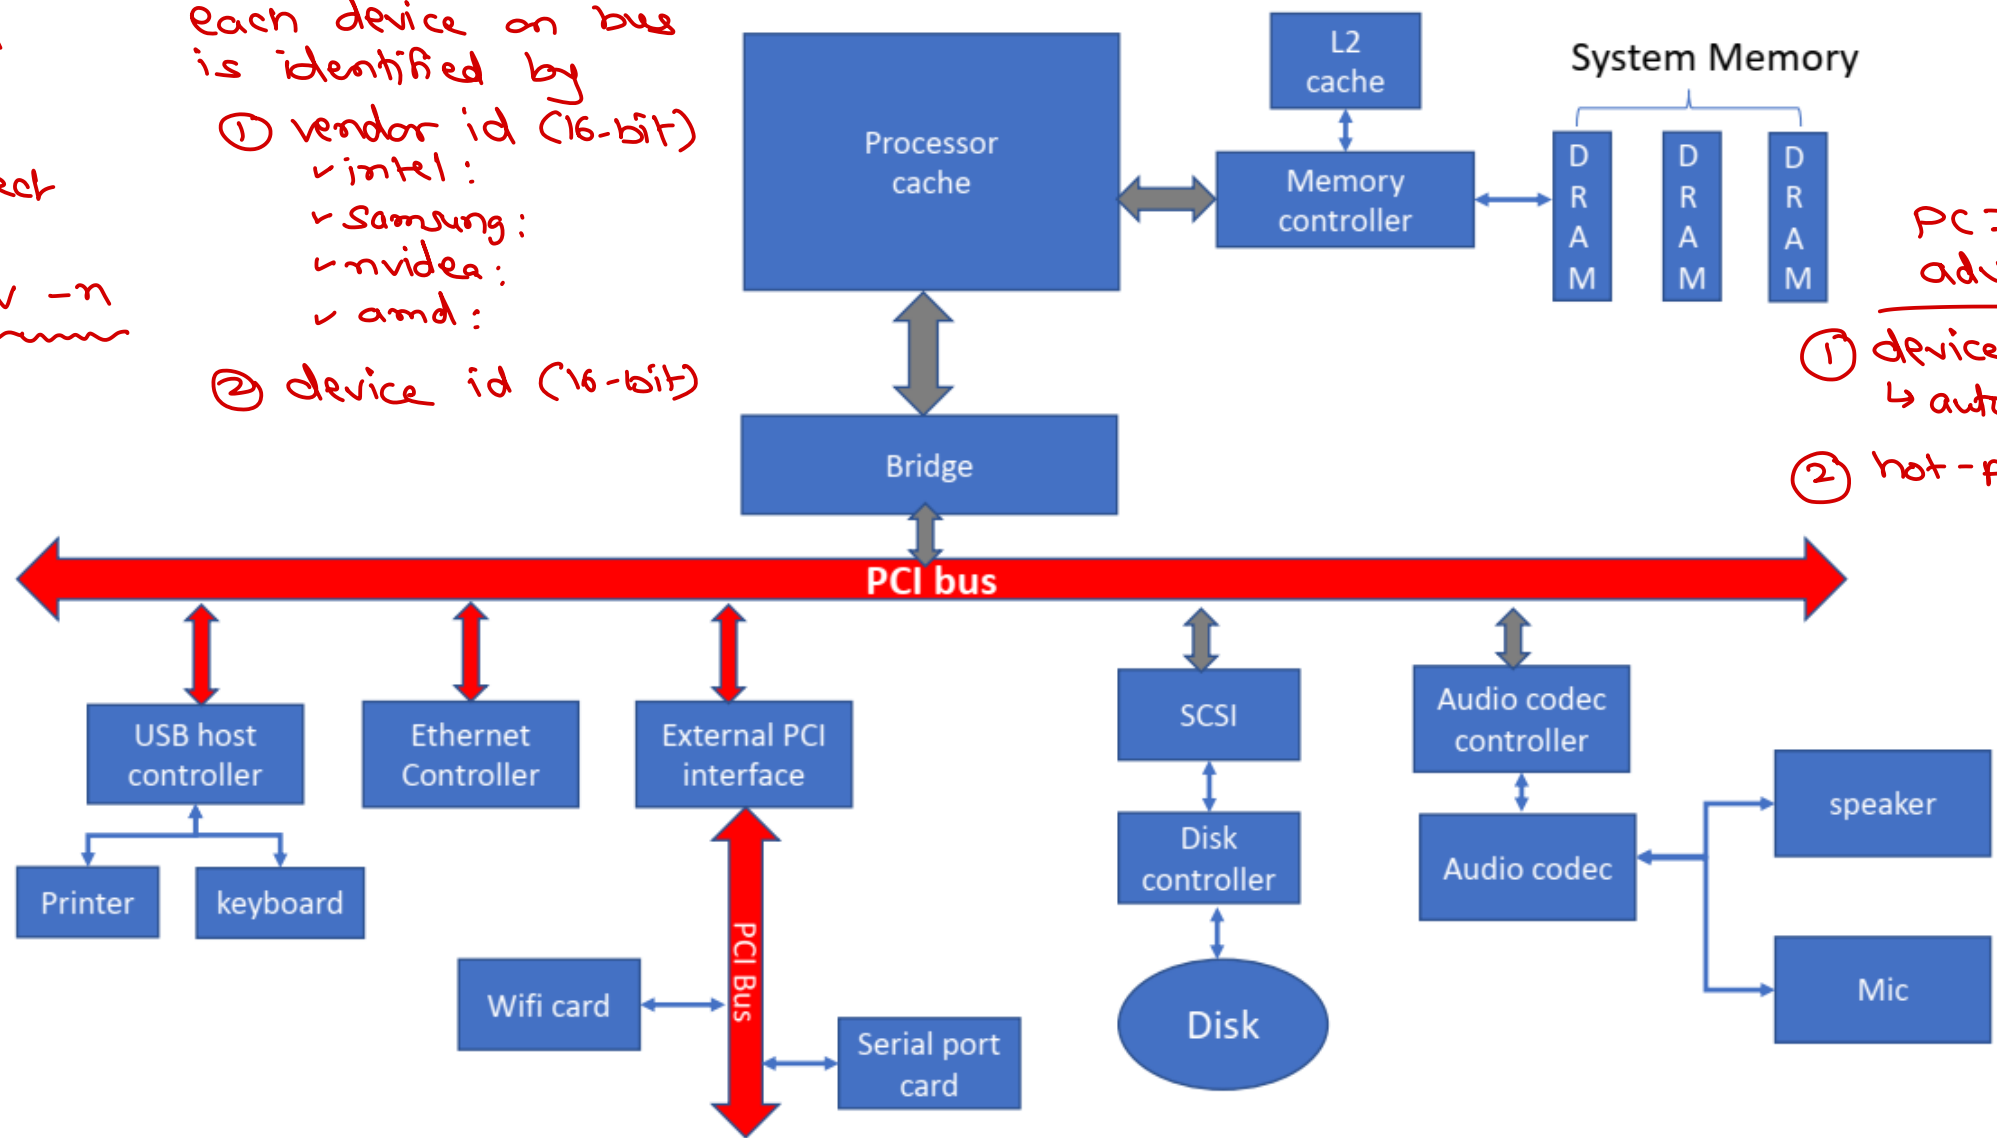 each device on bus
is identified by
① vendor id (16-bit)
✓ intel :
✓ samsung :
✓ nvidea :
✓ amd :
② device id (16-bit)
-n
Processor
cache
L2
cache
Memory
controller
System Memory
DRAM
DRAM
DRAM
① device
②
Bridge
PCI bus
USB host
controller
Ethernet
Controller
External PCI
interface
SCSI
Audio codec
controller
Printer
keyboard
Disk
controller
Audio codec
speaker
PCI Bus
Wifi card
Serial port
card
Disk
Mic